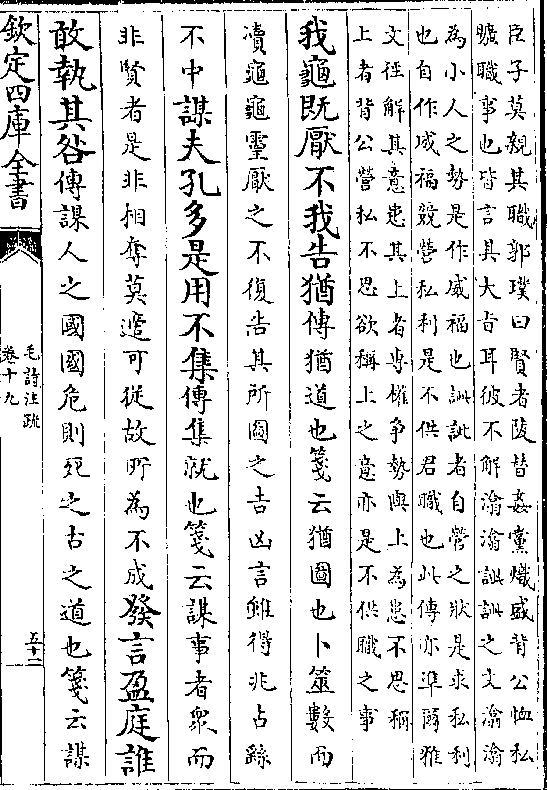 臣子莫親其職郭璞曰賢者陵替姦黨熾盛背公恤私
曠職事也皆言其大旨耳彼不解滃滃訿訿之文滃滃
為小人之勢是作威福也訿訿者自營之狀是求私利
也自作威福競營私利是不供君職也此傳亦準爾雅
文徑解其意患其上者専權争勢與上為患不思稱
上者背公營私不思欲稱上之意亦是不供職之事
我龜既厭不我告猶傳猶道也箋云猶圖也卜筮數而
瀆龜龜靈厭之不復告其所圖之吉凶言雖得兆占繇
不中謀夫孔多是用不集傳集就也箋云謀事者衆而
非賢者是非相奪莫適可從故所為不成發言盈庭誰
敢執其咎傳謀人之國國危則死之古之道也箋云謀
欽定四庫全書
毛詩注疏
卷十九
五十二